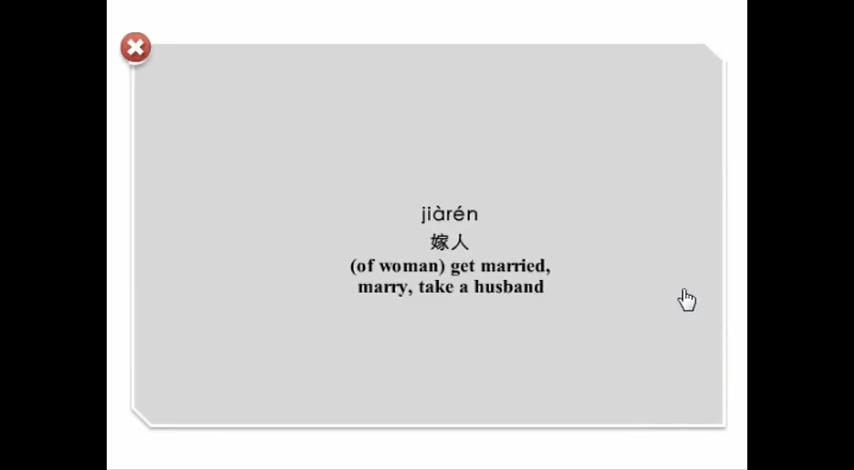 jiàrén
嫁人
(of woman) get married,
marry, take a husband